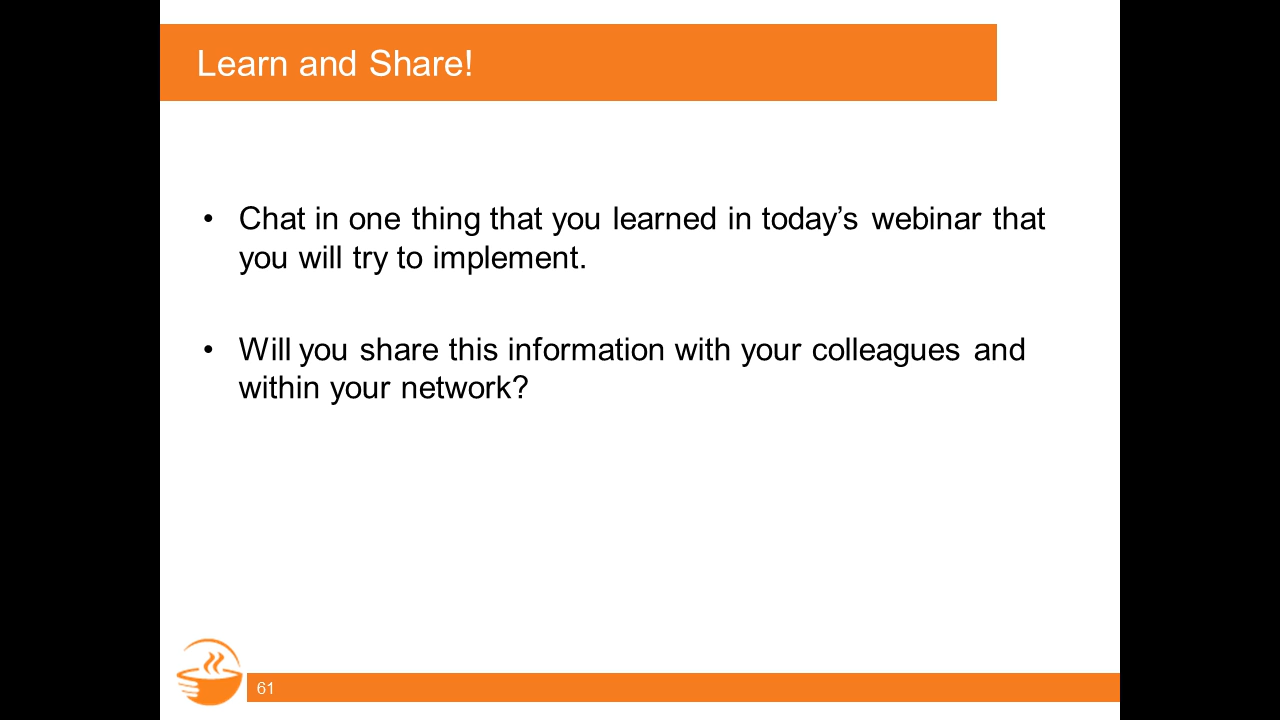 Learn and Share!
• Chat in one thing that you learned in today’s webinar that
you will try to implement.
• Will you share this information with your colleagues and
within your network?
61